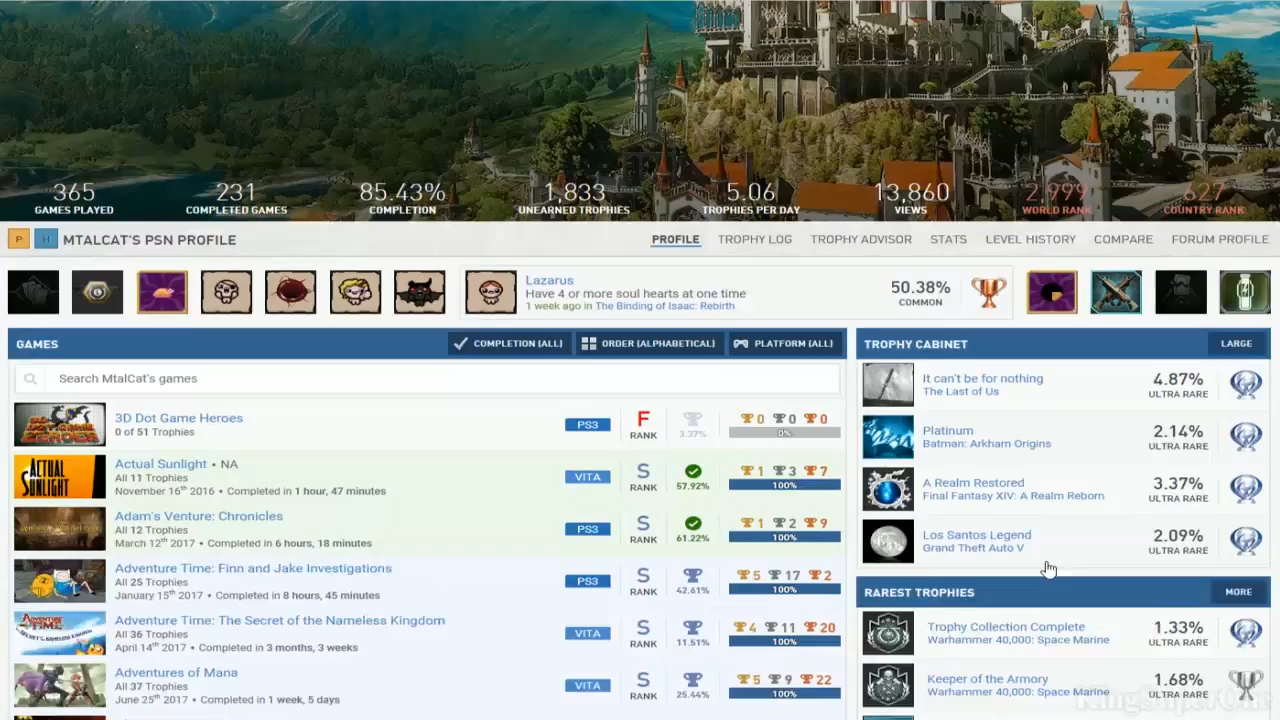 365
GAMES PLAYED
231
COMPLETED GAMES
85.43%
COMPLETION
1,833
UNEARNED TROPHIES
5.06
TROPHIES PER DAY
13,860
VIEWS
2,999
WORLD RANK
627
COUNTRY RANK
P H MTALCAT'S PSN PROFILE
PROFILE TROPHY LOG TROPHY ADVISOR STATS LEVEL HISTORY COMPARE FORUM PROFILE
Lazarus
Have 4 or more soul hearts at one time
1 week ago in The Binding of Isaac: Rebirth
50.38%
COMMON
GAMES
COMPLETION (ALL) ORDER (ALPHABETICAL) PLATFORM (ALL)
Search MtalCat's games
3D Dot Game Heroes
0 of 51 Trophies
PS3 F RANK 3.37% 0 0 0 0%
ACTUAL SUNLIGHT
Actual Sunlight • NA
All 11 Trophies
November 16th 2016 • Completed in 1 hour, 47 minutes
VITA S RANK 57.92% 1 3 7 100%
Adam's Venture: Chronicles
All 12 Trophies
March 12th 2017 • Completed in 6 hours, 18 minutes
PS3 S RANK 61.22% 1 2 9 100%
Adventure Time: Finn and Jake Investigations
All 25 Trophies
January 15th 2017 • Completed in 8 hours, 45 minutes
PS3 S RANK 42.61% 5 17 2 100%
Adventure Time: The Secret of the Nameless Kingdom
All 36 Trophies
April 14th 2017 • Completed in 3 months, 3 weeks
VITA S RANK 11.51% 4 11 20 100%
Adventures of Mana
All 37 Trophies
June 25th 2017 • Completed in 1 week, 5 days
VITA S RANK 25.44% 5 9 22 100%
TROPHY CABINET LARGE
It can't be for nothing
The Last of Us
4.87%
ULTRA RARE
Platinum
Batman: Arkham Origins
2.14%
ULTRA RARE
A Realm Restored
Final Fantasy XIV: A Realm Reborn
3.37%
ULTRA RARE
Los Santos Legend
Grand Theft Auto V
2.09%
ULTRA RARE
RAREST TROPHIES MORE
Trophy Collection Complete
Warhammer 40,000: Space Marine
1.33%
ULTRA RARE
Keeper of the Armory
Warhammer 40,000: Space Marine
1.68%
ULTRA RARE